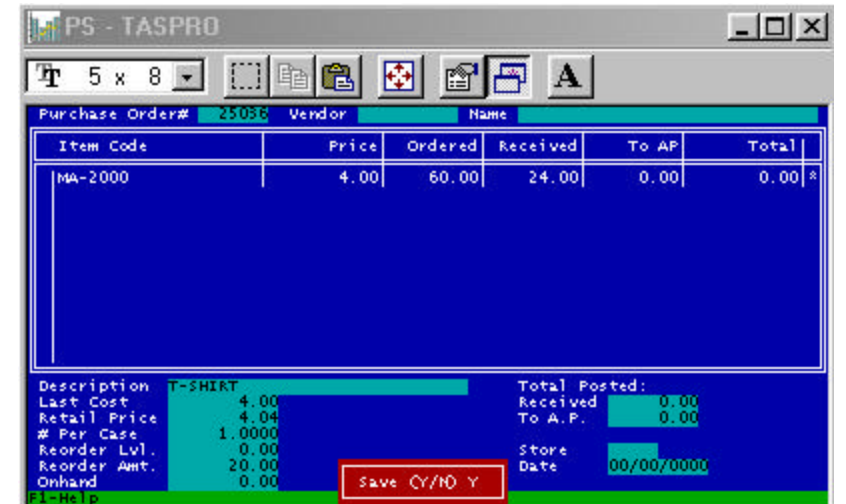 PS - TASPRO
5 x 8
Purchase Order# 25036 Vendor Name
Item Code Price Ordered Received To AP Total
MA-2000 4.00 60.00 24.00 0.00 0.00
Description T-SHIRT Total Posted:
Last Cost 4.00 Received 0.00
Retail Price 4.04 To A.P. 0.00
# Per Case 1.0000
Reorder Lvl. 0.00 Store
Reorder Amt. 20.00 Date 00/00/0000
Onhand 0.00 Save (Y/N) Y
F1-Help